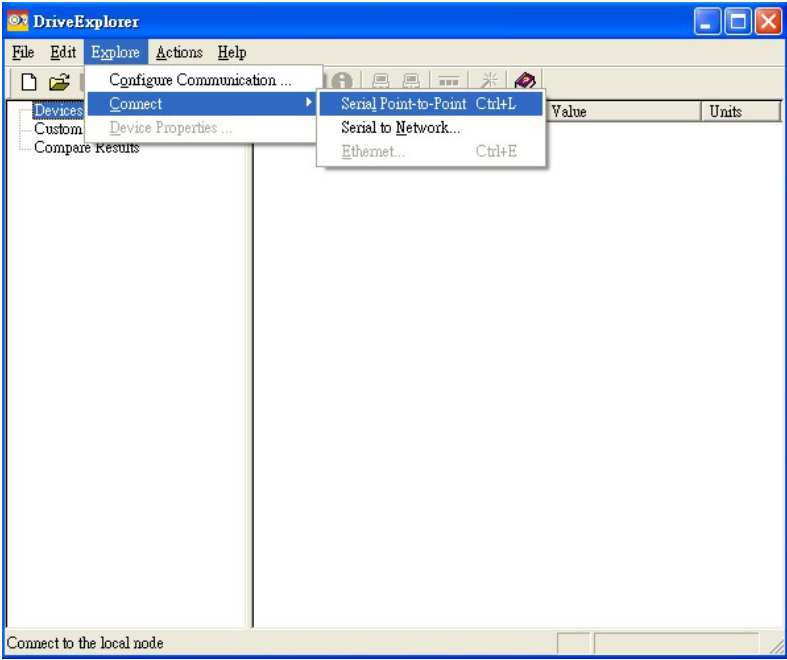 DriveExplorer
File Edit Explore Actions Help
Configure Communication ...
Connect
Device Properties ...
Serial Point-to-Point Ctrl+L
Serial to Network...
Ethernet... Ctrl+E
Devices
Custom
Compare Results
Value Units
Connect to the local node